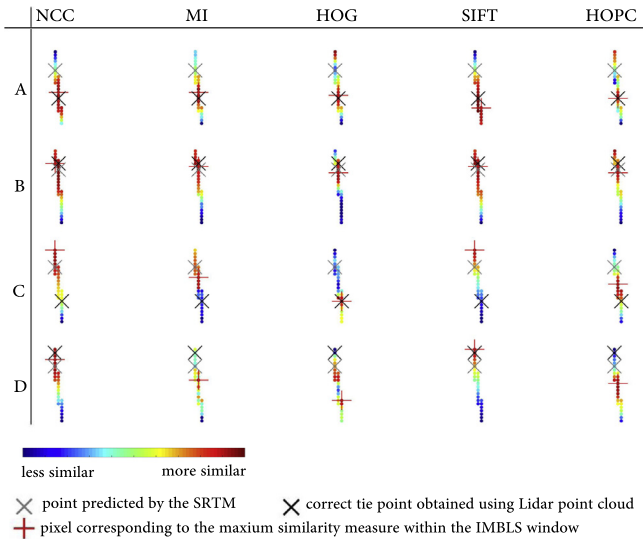 NCC MI HOG SIFT HOPC
A
B
C
D
less similar more similar
point predicted by the SRTM correct tie point obtained using Lidar point cloud
pixel corresponding to the maxium similarity measure within the IMBLS window